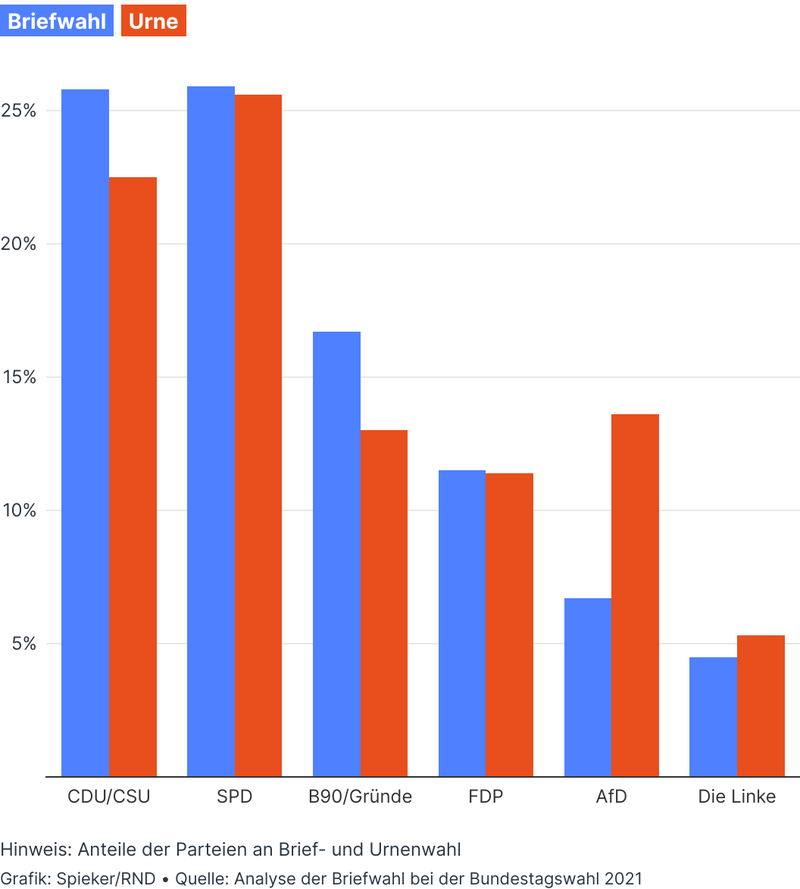 Briefwahl Urne
25%
20%
15%
10%
5%
CDU/CSU SPD B90/Gründe FDP AfD Die Linke
Hinweis: Anteile der Parteien an Brief- und Urnenwahl
Grafik: Spieker/RND • Quelle: Analyse der Briefwahl bei der Bundestagswahl 2021